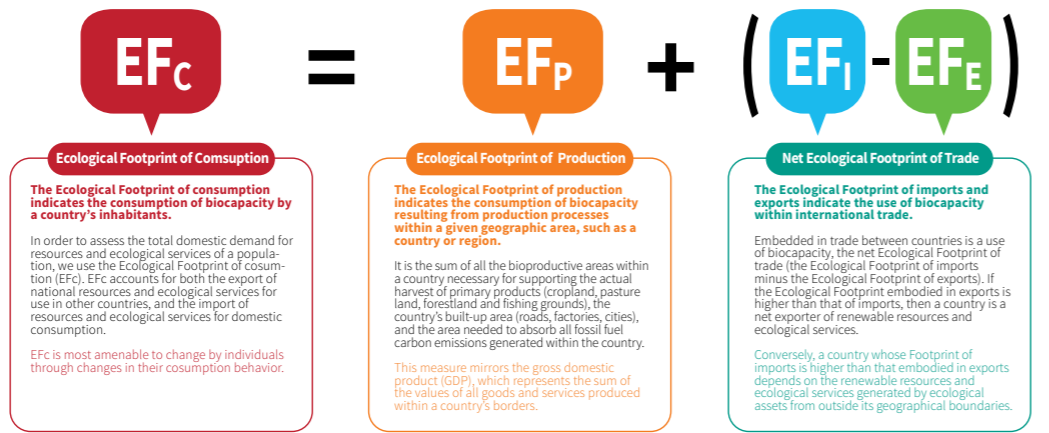 EFC = EFP + (EFI - EFE)
Ecological Footprint of Comsuption
The Ecological Footprint of consumption
indicates the consumption of biocapacity by
a country's inhabitants.
In order to assess the total domestic demand for
resources and ecological services of a popula-
tion, we use the Ecological Footprint of cosum-
tion (EFc). EFc accounts for both the export of
national resources and ecological services for
use in other countries, and the import of
resources and ecological services for domestic
consumption.
EFc is most amenable to change by individuals
through changes in their cosumption behavior.
Ecological Footprint of Production
The Ecological Footprint of production
indicates the consumption of biocapacity
resulting from production processes
within a given geographic area, such as a
country or region.
It is the sum of all the bioproductive areas within
a country necessary for supporting the actual
harvest of primary products (cropland, pasture
land, forestland and fishing grounds), the
country's built-up area (roads, factories, cities),
and the area needed to absorb all fossil fuel
carbon emissions generated within the country.
This measure mirrors the gross domestic
product (GDP), which represents the sum of
the values of all goods and services produced
within a country's borders.
Net Ecological Footprint of Trade
The Ecological Footprint of imports and
exports indicate the use of biocapacity
within international trade.
Embedded in trade between countries is a use
of biocapacity, the net Ecological Footprint of
trade (the Ecological Footprint of imports
minus the Ecological Footprint of exports). If
the Ecological Footprint embodied in exports is
higher than that of imports, then a country is a
net exporter of renewable resources and
ecological services.
Conversely, a country whose Footprint of
imports is higher than that embodied in exports
depends on the renewable resources and
ecological services generated by ecological
assets from outside its geographical boundaries.